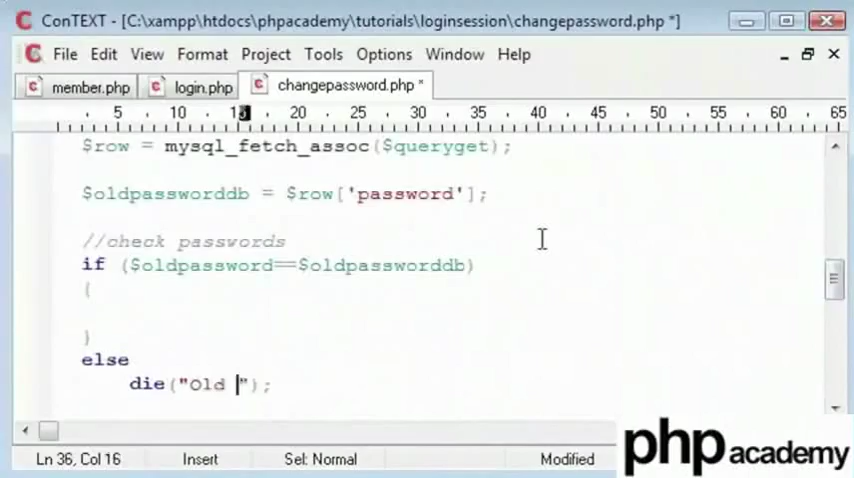 ConTEXT - [C:\xampp\htdocs\phpacademy\tutorials\loginsession\changepassword.php *]
File Edit View Format Project Tools Options Window Help
member.php login.php changepassword.php *
5 10 15 20 25 30 35 40 45 50 55 60 65
$row = mysql_fetch_assoc($queryget);
$oldpassworddb = $row['password'];
//check passwords
if ($oldpassword==$oldpassworddb)
{
}
else
die("Old ");
Ln 36, Col 16 Insert Sel: Normal Modified
php academy